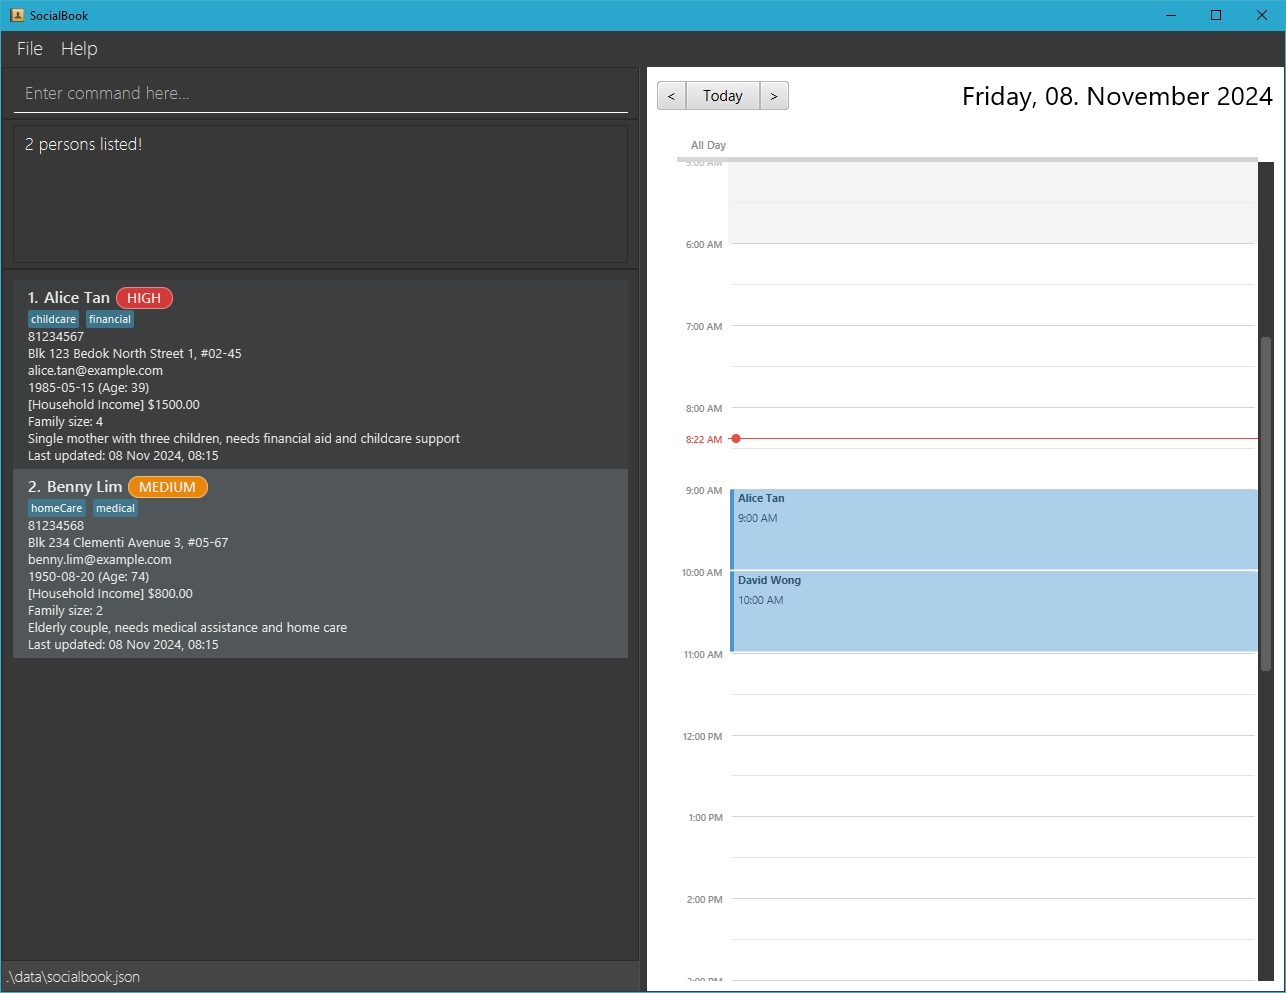 SocialBook
File Help
Enter command here...
2 persons listed!
1. Alice Tan HIGH
childcare financial
81234567
Blk 123 Bedok North Street 1, #02-45
alice.tan@example.com
1985-05-15 (Age: 39)
[Household Income] $1500.00
Family size: 4
Single mother with three children, needs financial aid and childcare support
Last updated: 08 Nov 2024, 08:15
2. Benny Lim MEDIUM
homeCare medical
81234568
Blk 234 Clementi Avenue 3, #05-67
benny.lim@example.com
1950-08-20 (Age: 74)
[Household Income] $800.00
Family size: 2
Elderly couple, needs medical assistance and home care
Last updated: 08 Nov 2024, 08:15
.\data\socialbook.json
< Today > Friday, 08. November 2024
All Day
5:00 AM
6:00 AM
7:00 AM
8:00 AM
8:22 AM
9:00 AM
Alice Tan
9:00 AM
10:00 AM
David Wong
10:00 AM
11:00 AM
12:00 PM
1:00 PM
2:00 PM
3:00 PM